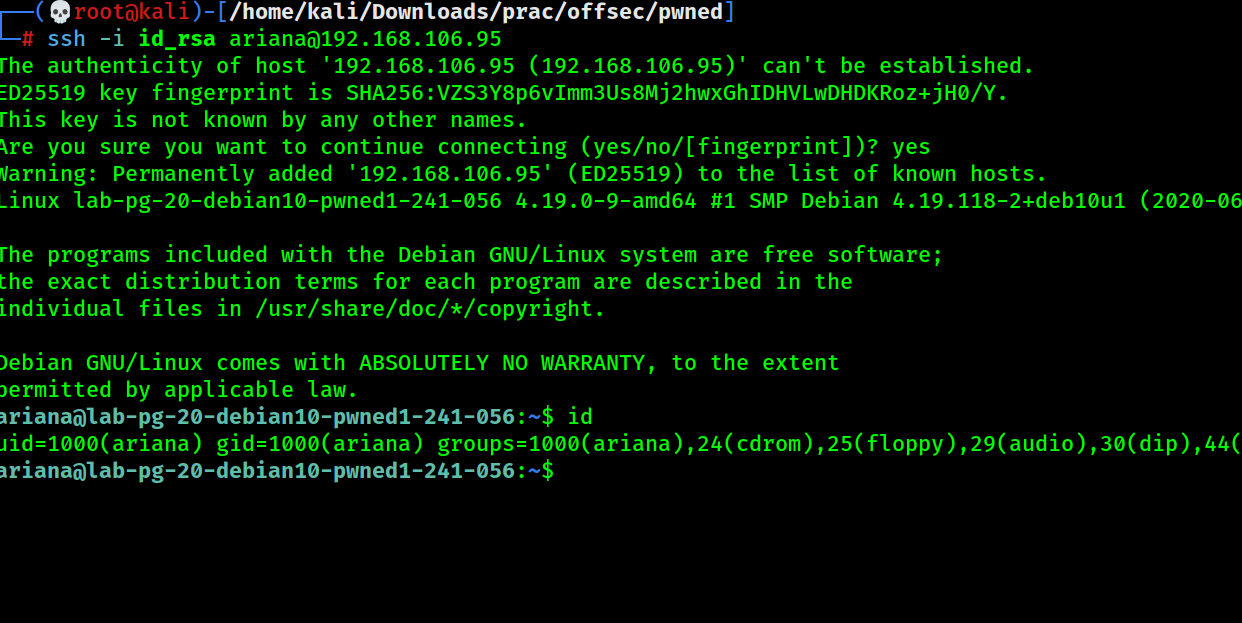 ┌──(💀root@kali)-[/home/kali/Downloads/prac/offsec/pwned]
└─# ssh -i id_rsa ariana@192.168.106.95
The authenticity of host '192.168.106.95 (192.168.106.95)' can't be established.
ED25519 key fingerprint is SHA256:VZS3Y8p6vImm3Us8Mj2hwxGhIDHVLwDHDKRoz+jH0/Y.
This key is not known by any other names.
Are you sure you want to continue connecting (yes/no/[fingerprint])? yes
Warning: Permanently added '192.168.106.95' (ED25519) to the list of known hosts.
Linux lab-pg-20-debian10-pwned1-241-056 4.19.0-9-amd64 #1 SMP Debian 4.19.118-2+deb10u1 (2020-06
The programs included with the Debian GNU/Linux system are free software;
the exact distribution terms for each program are described in the
individual files in /usr/share/doc/*/copyright.
Debian GNU/Linux comes with ABSOLUTELY NO WARRANTY, to the extent
permitted by applicable law.
ariana@lab-pg-20-debian10-pwned1-241-056:~$ id
uid=1000(ariana) gid=1000(ariana) groups=1000(ariana),24(cdrom),25(floppy),29(audio),30(dip),44(
ariana@lab-pg-20-debian10-pwned1-241-056:~$